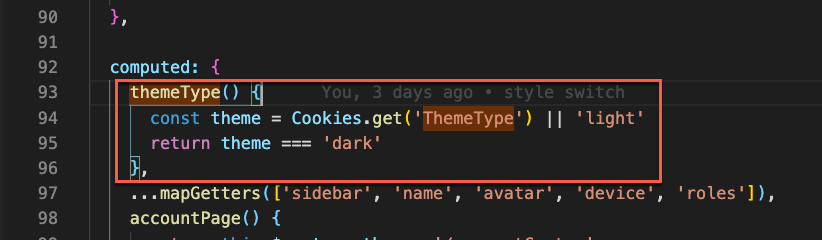 90 },
91
92 computed: {
93 themeType() { You, 3 days ago • style switch
94 const theme = Cookies.get('ThemeType') || 'light'
95 return theme === 'dark'
96 },
97 ...mapGetters(['sidebar', 'name', 'avatar', 'device', 'roles']),
98 accountPage() {